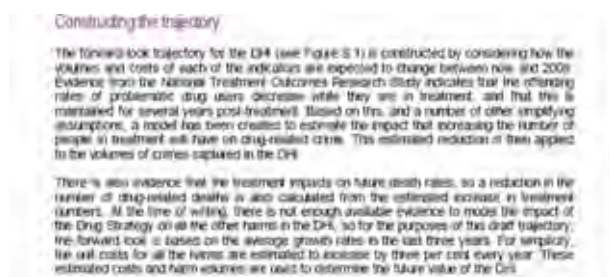 Constructing the trajectory
The forward look trajectory for the DHI (see Figure 5.1) is constructed by considering how the
volumes and costs of each of the indicators are expected to change between now and 2008.
Evidence from the National Treatment Outcomes Research Study indicates that the offending
rates of problematic drug users decrease while they are in treatment, and that this is
maintained for several years post-treatment. Based on this, and a number of other simplifying
assumptions, a model has been created to estimate the impact that increasing the number of
people in treatment will have on drug-related crime. This estimated reduction is then applied
to the volumes of crimes captured in the DHI.
There is also evidence that the treatment impacts on future death rates, so a reduction in the
number of drug-related deaths is also calculated from the estimated increase in treatment
numbers. At the time of writing, there is not enough available evidence to model the impact of
the Drug Strategy on all the other harms in the DHI, so for the purposes of this draft trajectory,
the forward look is based on the average growth rates in the last three years. For simplicity,
the unit costs for all the harms are estimated to increase by three per cent every year. These
estimated costs and harm volumes are used to determine the future value of the DHI.